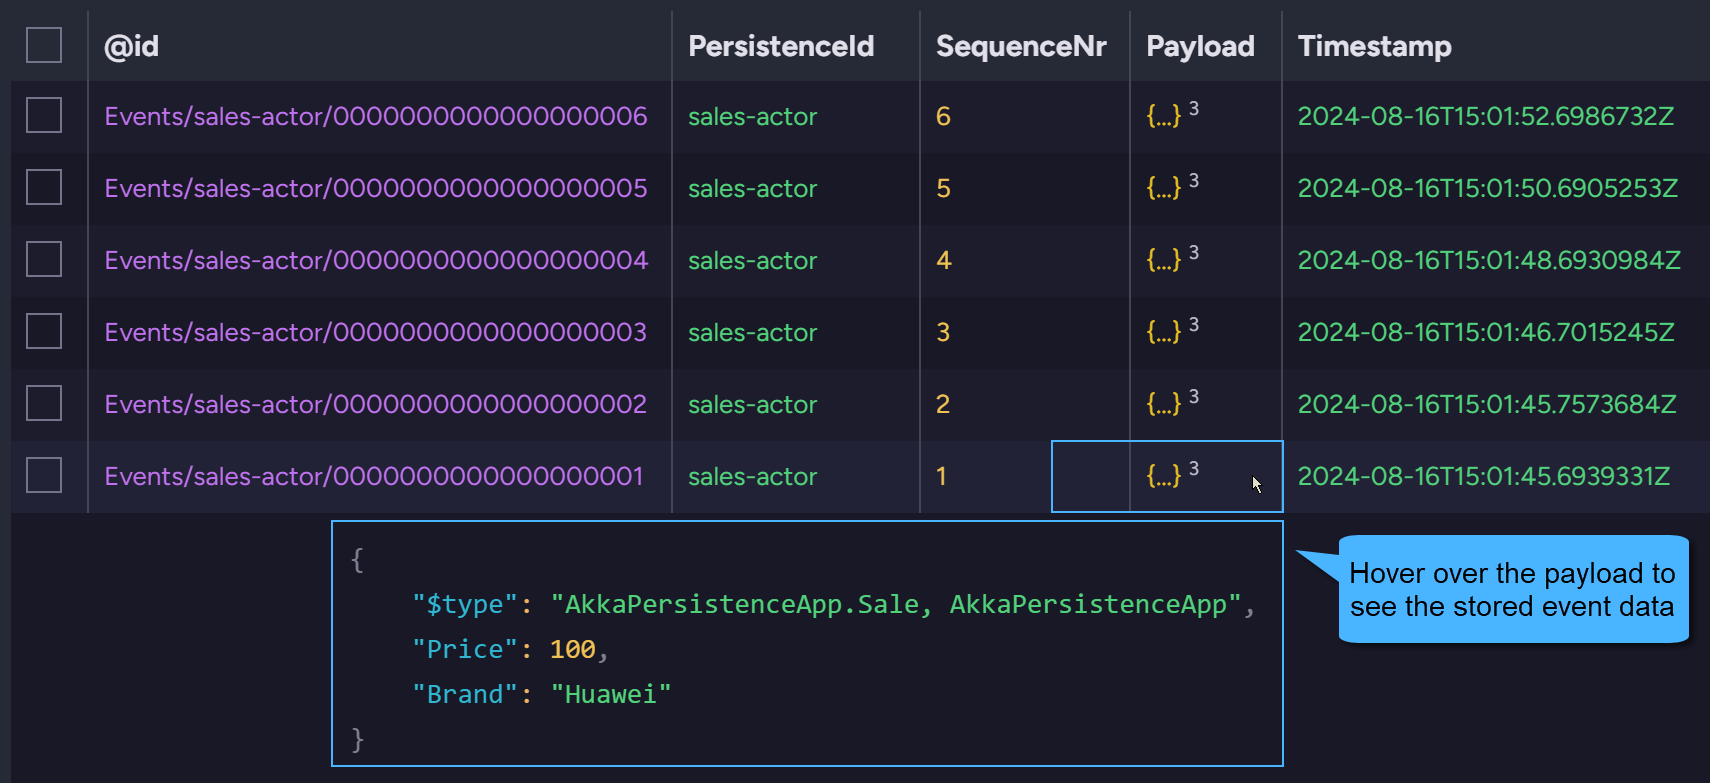 @id PersistenceId SequenceNr Payload Timestamp
Events/sales-actor/0000000000000000006 sales-actor 6 {...} 3 2024-08-16T15:01:52.6986732Z
Events/sales-actor/0000000000000000005 sales-actor 5 {...} 3 2024-08-16T15:01:50.6905253Z
Events/sales-actor/0000000000000000004 sales-actor 4 {...} 3 2024-08-16T15:01:48.6930984Z
Events/sales-actor/0000000000000000003 sales-actor 3 {...} 3 2024-08-16T15:01:46.7015245Z
Events/sales-actor/0000000000000000002 sales-actor 2 {...} 3 2024-08-16T15:01:45.7573684Z
Events/sales-actor/0000000000000000001 sales-actor 1 {...} 3 2024-08-16T15:01:45.6939331Z
{
"$type": "AkkaPersistenceApp.Sale, AkkaPersistenceApp",
"Price": 100,
"Brand": "Huawei"
}
Hover over the payload to
see the stored event data